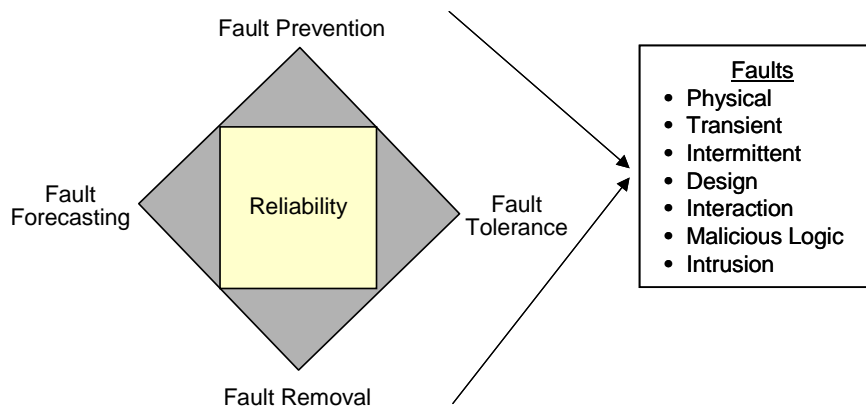 Fault Prevention
Fault
Forecasting
Reliability
Fault
Tolerance
Fault Removal
Faults
• Physical
• Transient
• Intermittent
• Design
• Interaction
• Malicious Logic
• Intrusion